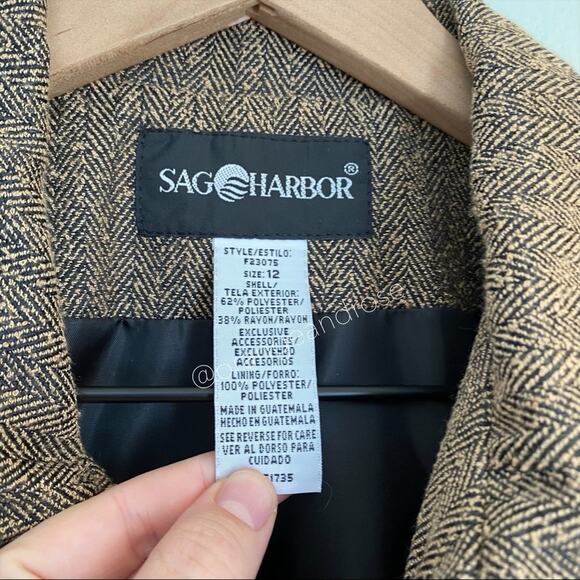 SAG HARBOR®
STYLE/ESTILO:
F23075
SIZE: 12
SHELL/
TELA EXTERIOR:
62% POLYESTER/
POLIESTER
38% RAYON/RAYON
EXCLUSIVE
ACCESSORIES
EXCLUYENDO
ACCESORIOS
LINING/FORRO:
100% POLYESTER/
POLIESTER
MADE IN GUATEMALA
HECHO EN GUATEMALA
SEE REVERSE FOR CARE
VER AL DORSO PARA
CUIDADO
1735